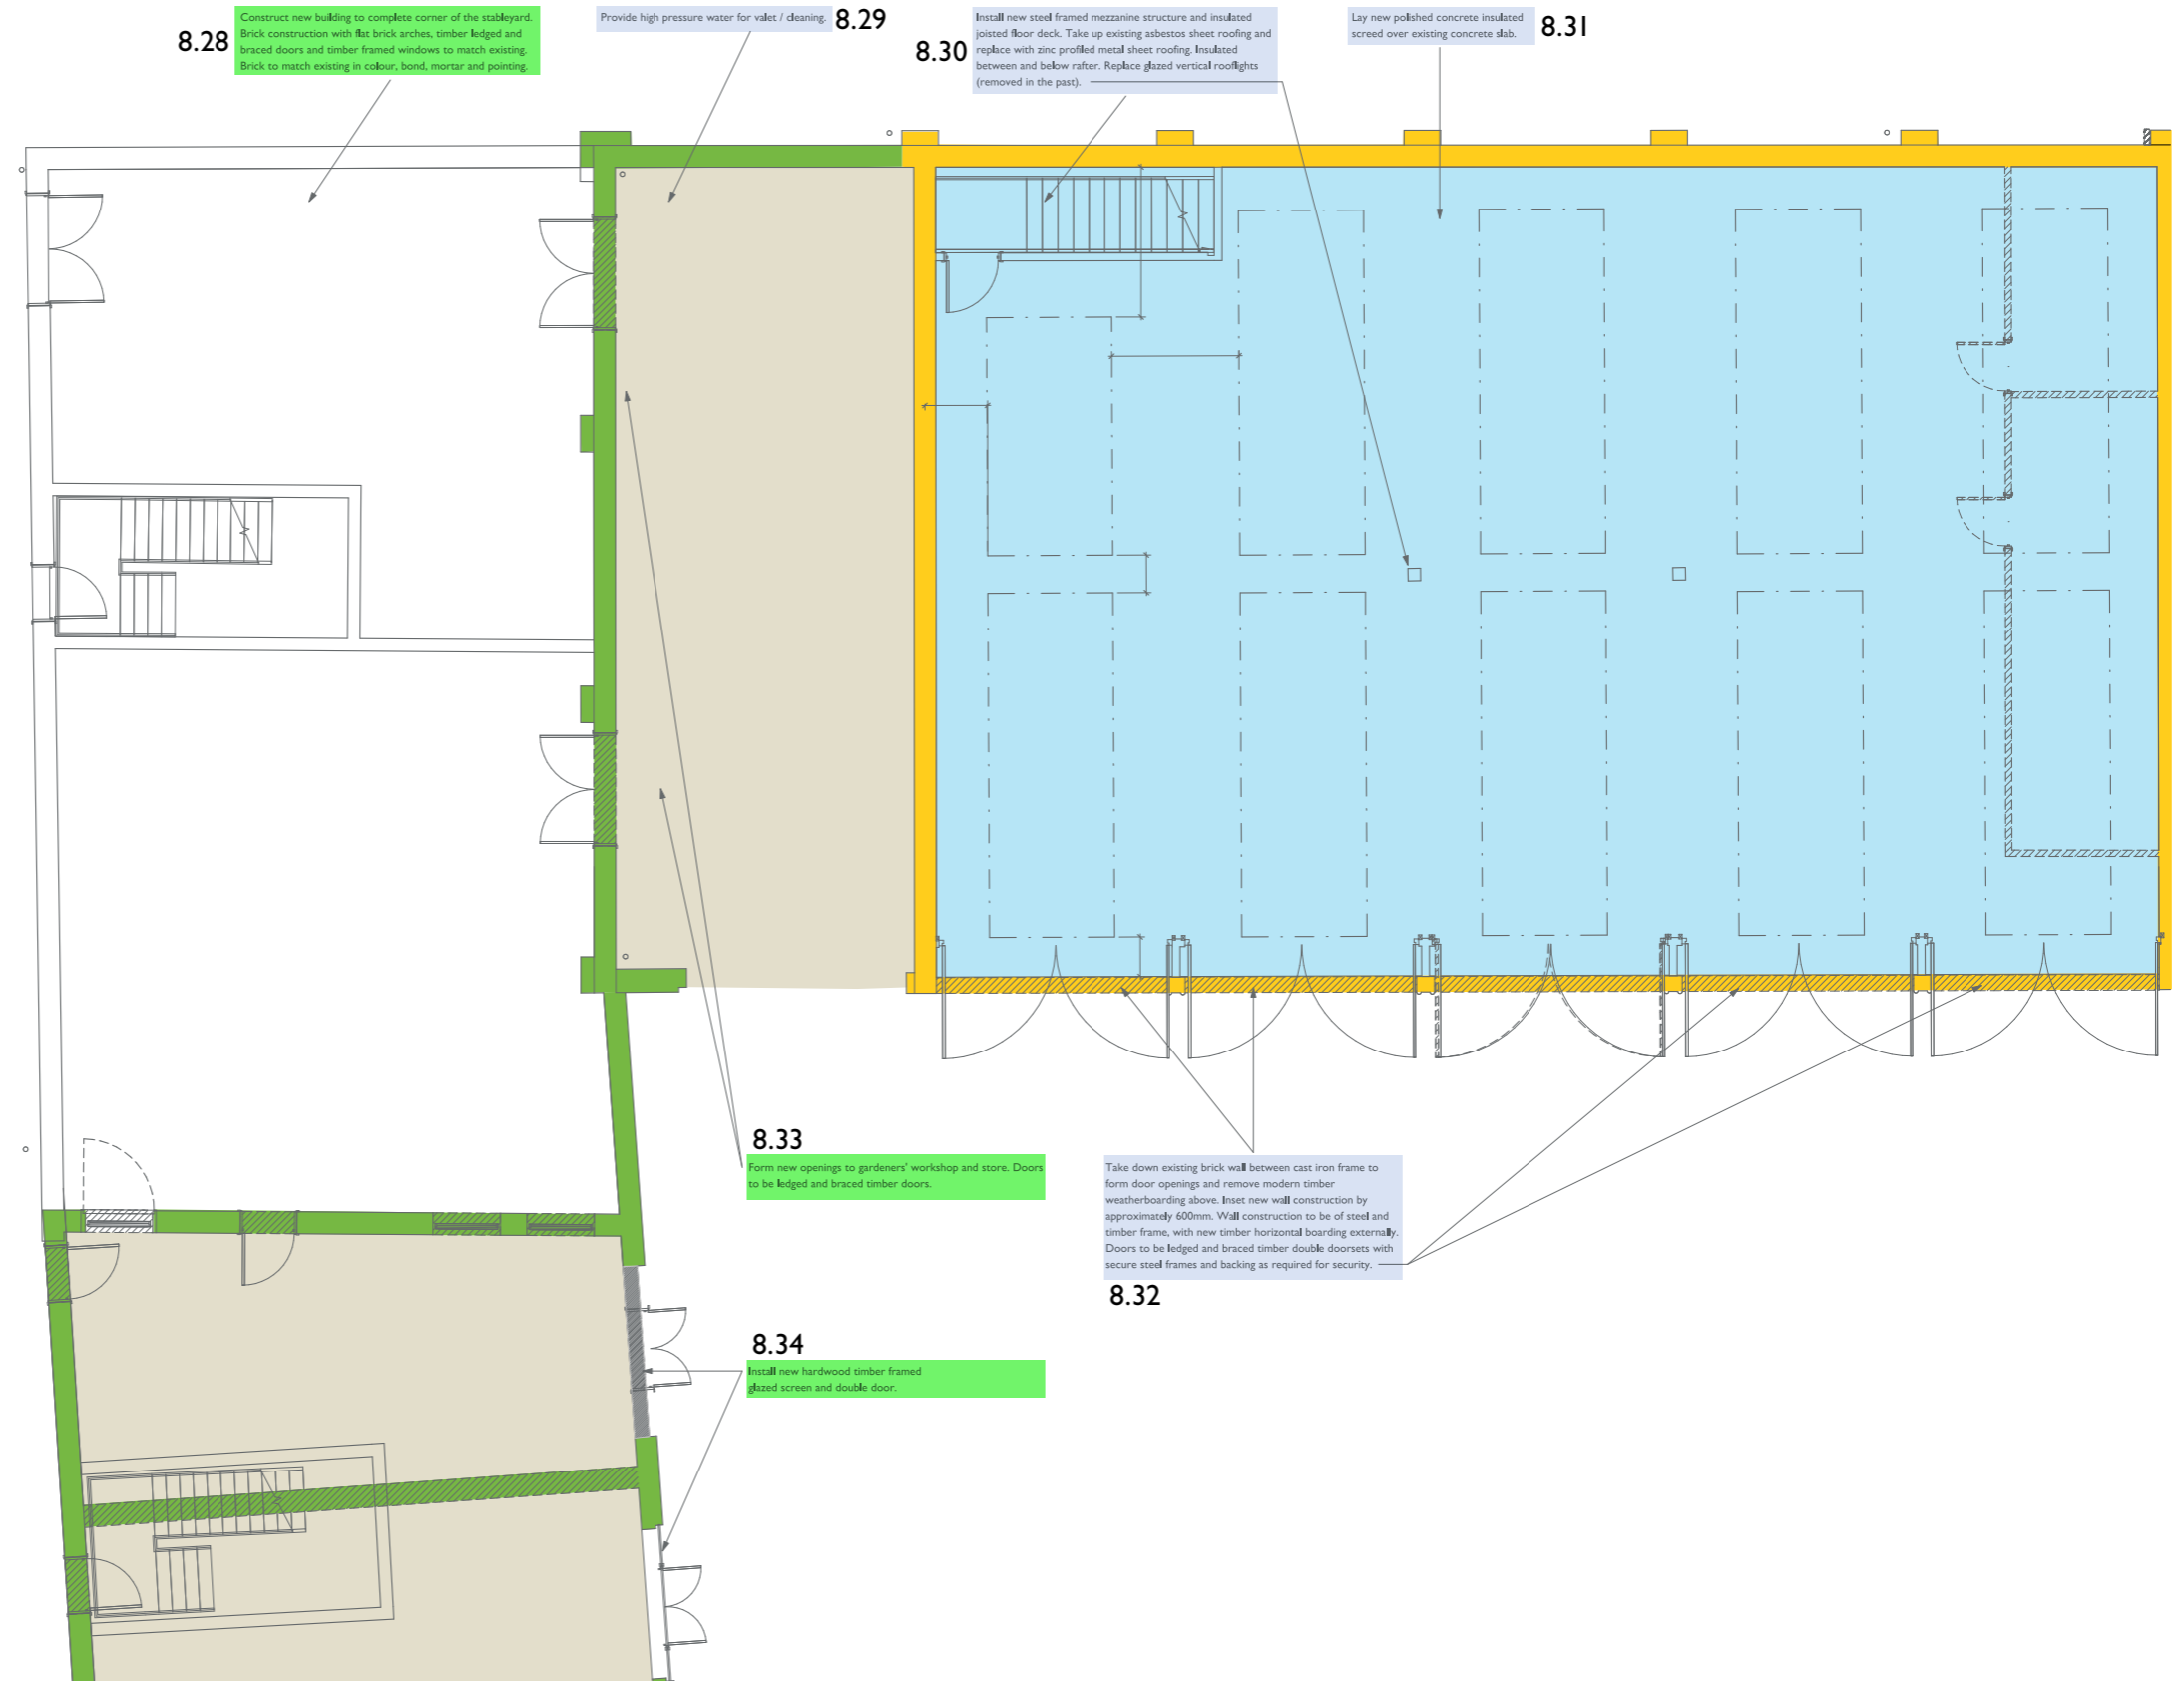 8.28
Construct new building to complete corner of the stableyard.
Brick construction with flat brick arches, timber ledged and
braced doors and timber framed windows to match existing.
Brick to match existing in colour, bond, mortar and pointing.
Provide high pressure water for valet / cleaning.
8.29
8.30
Install new steel framed mezzanine structure and insulated
joisted floor deck. Take up existing asbestos sheet roofing and
replace with zinc profiled metal sheet roofing. Insulated
between and below rafter. Replace glazed vertical rooflights
(removed in the past).
Lay new polished concrete insulated
screed over existing concrete slab.
8.31
8.33
Form new openings to gardeners' workshop and store. Doors
to be ledged and braced timber doors.
Take down existing brick wall between cast iron frame to
form door openings and remove modern timber
weatherboarding above. Inset new wall construction by
approximately 600mm. Wall construction to be of steel and
timber frame, with new timber horizontal boarding externally.
Doors to be ledged and braced timber double doorsets with
secure steel frames and backing as required for security.
8.32
8.34
Install new hardwood timber framed
glazed screen and double door.